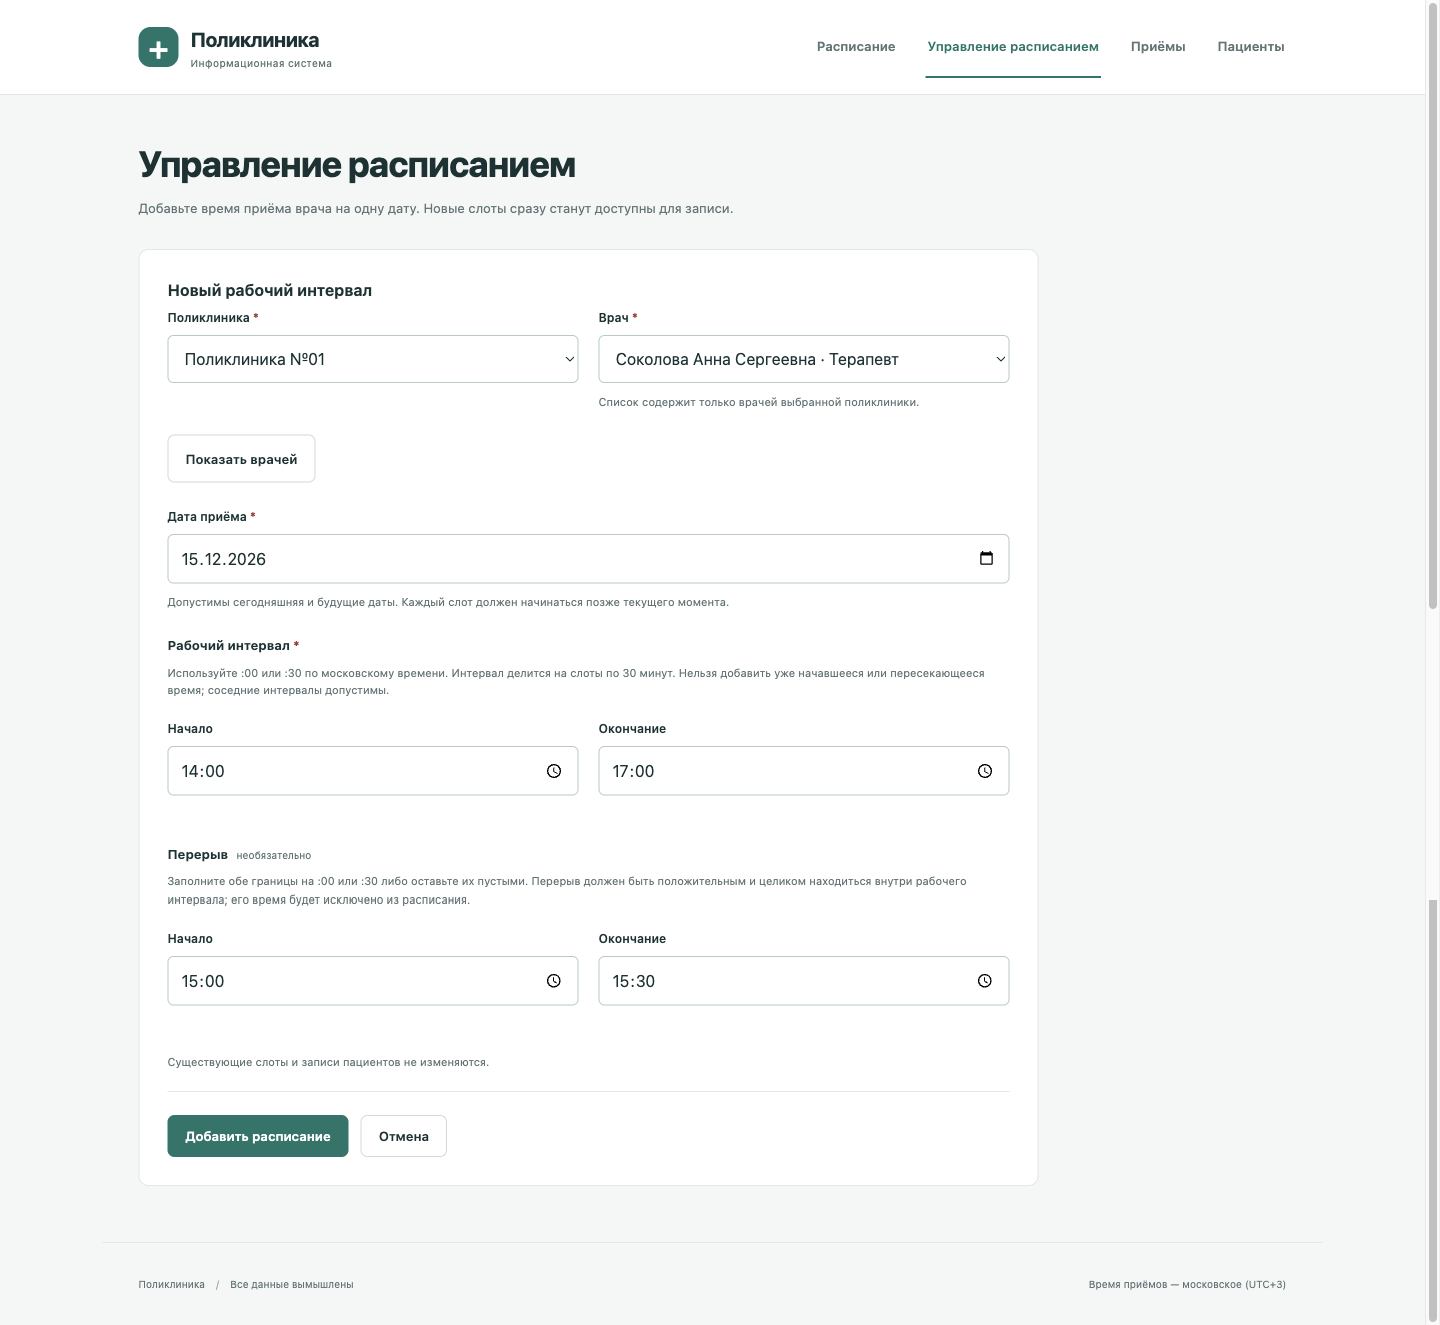 Поликлиника
Информационная система
Расписание
Управление расписанием
Приёмы
Пациенты
Управление расписанием
Добавьте время приёма врача на одну дату. Новые слоты сразу станут доступны для записи.
Новый рабочий интервал
Поликлиника *
Врач *
Поликлиника №01
Соколова Анна Сергеевна · Терапевт
Список содержит только врачей выбранной поликлиники.
Показать врачей
Дата приёма *
15.12.2026
Допустимы сегодняшняя и будущие даты. Каждый слот должен начинаться позже текущего момента.
Рабочий интервал *
Используйте :00 или :30 по московскому времени. Интервал делится на слоты по 30 минут. Нельзя добавить уже начавшееся или пересекающееся
время; соседние интервалы допустимы.
Начало
Окончание
14:00
17:00
Перерыв необязательно
Заполните обе границы на :00 или :30 либо оставьте их пустыми. Перерыв должен быть положительным и целиком находиться внутри рабочего
интервала; его время будет исключено из расписания.
Начало
Окончание
15:00
15:30
Существующие слоты и записи пациентов не изменяются.
Добавить расписание
Отмена
Поликлиника / Все данные вымышлены
Время приёмов — московское (UTC+3)